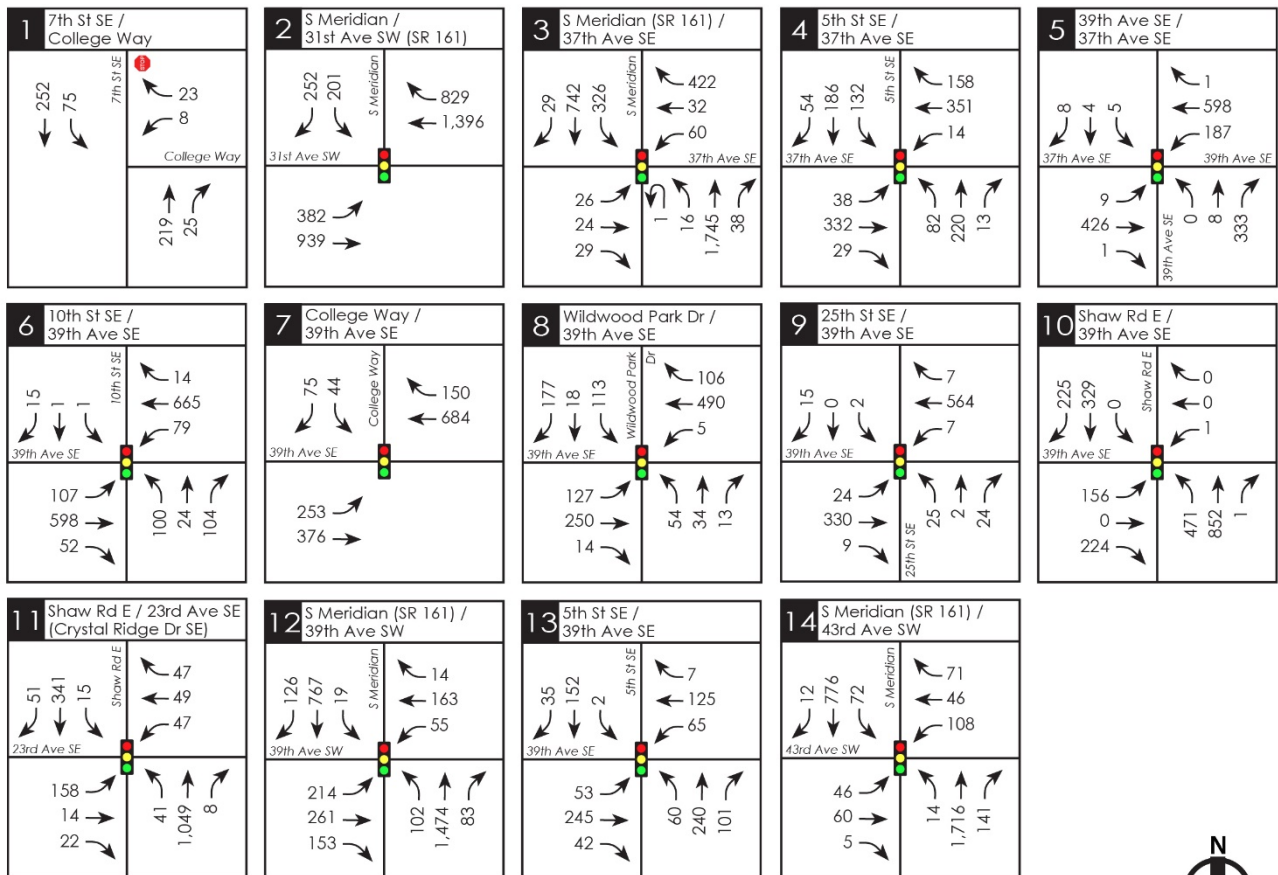 1
7th St SE /
College Way
252
75
7th St SE
STOP
23
8
College Way
219
25
2
S Meridian /
31st Ave SW (SR 161)
252
201
S Meridian
829
1,396
31st Ave SW
382
939
3
S Meridian (SR 161) /
37th Ave SE
29
742
326
S Meridian
422
32
60
37th Ave SE
26
24
29
1
16
1,745
38
4
5th St SE /
37th Ave SE
54
186
132
5th St SE
158
351
14
37th Ave SE
38
332
29
82
220
13
5
39th Ave SE /
37th Ave SE
8
4
5
1
598
187
37th Ave SE
39th Ave SE
9
426
1
39th Ave SE
0
8
333
6
10th St SE /
39th Ave SE
15
1
1
10th St SE
14
665
79
39th Ave SE
107
598
52
100
24
104
7
College Way /
39th Ave SE
75
44
College Way
150
684
39th Ave SE
253
376
8
Wildwood Park Dr /
39th Ave SE
177
18
113
Wildwood Park
Dr
106
490
5
39th Ave SE
127
250
14
54
34
13
9
25th St SE /
39th Ave SE
15
0
2
7
564
7
39th Ave SE
24
330
9
25th St SE
25
2
24
10
Shaw Rd E /
39th Ave SE
225
329
0
Shaw Rd E
0
0
1
39th Ave SE
156
0
224
471
852
1
11
Shaw Rd E / 23rd Ave SE
(Crystal Ridge Dr SE)
51
341
15
Shaw Rd E
47
49
47
23rd Ave SE
158
14
22
41
1,049
8
12
S Meridian (SR 161) /
39th Ave SW
126
767
19
S Meridian
14
163
55
39th Ave SW
214
261
153
102
1,474
83
13
5th St SE /
39th Ave SE
35
152
2
5th St SE
7
125
65
39th Ave SE
53
245
42
60
240
101
14
S Meridian (SR 161) /
43rd Ave SW
12
776
72
S Meridian
71
46
108
43rd Ave SW
46
60
5
14
1,716
141
N